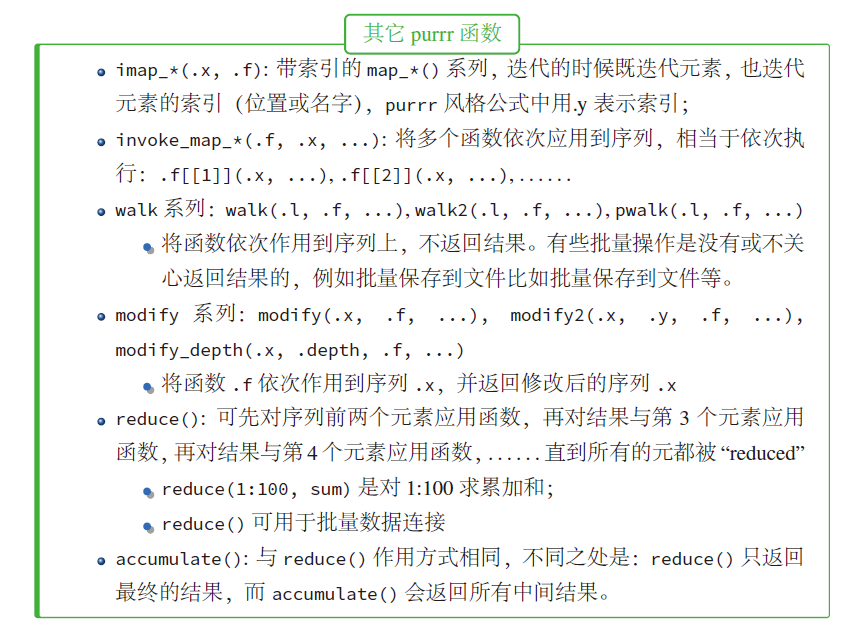 其它 purrr 函数
imap_*(.x, .f): 带索引的 map_*() 系列，迭代的时候既迭代元素，也迭代
元素的索引（位置或名字），purrr 风格公式中用.y 表示索引；
invoke_map_*(.f, .x, ...): 将多个函数依次应用到序列，相当于依次执
行：.f[[1]](.x, ...), .f[[2]](.x, ...), ......
walk 系列：walk(.l, .f, ...), walk2(.l, .f, ...), pwalk(.l, .f, ...)
将函数依次作用到序列上，不返回结果。有些批量操作是没有或不关
心返回结果的，例如批量保存到文件比如批量保存到文件等。
modify 系列：modify(.x, .f, ...), modify2(.x, .y, .f, ...),
modify_depth(.x, .depth, .f, ...)
将函数 .f 依次作用到序列 .x，并返回修改后的序列 .x
reduce(): 可先对序列前两个元素应用函数，再对结果与第 3 个元素应用
函数，再对结果与第 4 个元素应用函数，...... 直到所有的元都被 “reduced”
reduce(1:100, sum) 是对 1:100 求累加和；
reduce() 可用于批量数据连接
accumulate(): 与 reduce() 作用方式相同，不同之处是：reduce() 只返回
最终的结果，而 accumulate() 会返回所有中间结果。